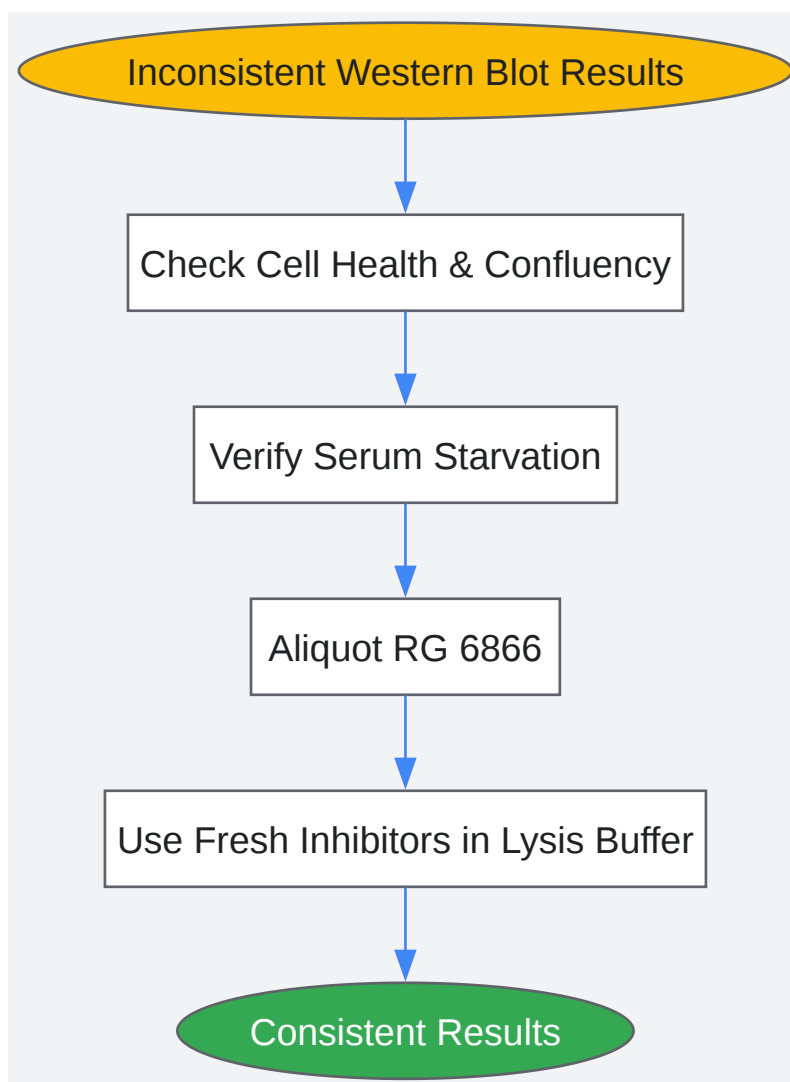 Inconsistent Western Blot Results
Check Cell Health & Confluency
Verify Serum Starvation
Aliquot RG 6866
Use Fresh Inhibitors in Lysis Buffer
Consistent Results